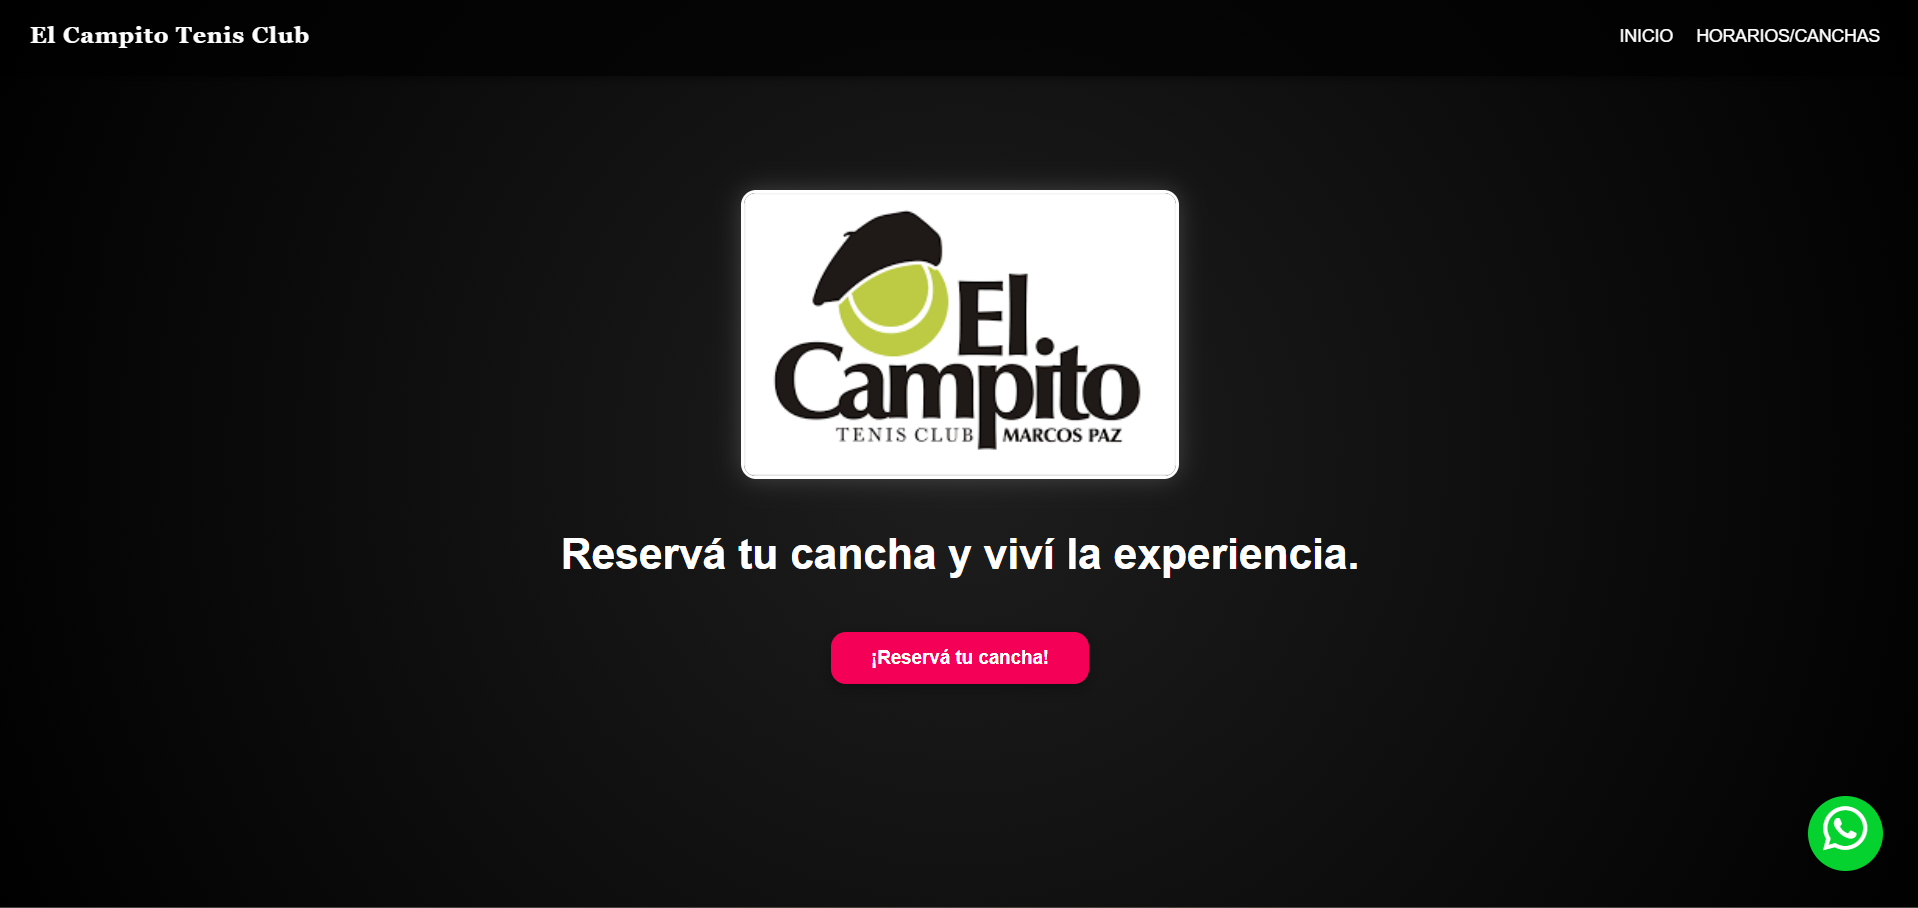 El Campito Tenis Club
INICIO HORARIOS/CANCHAS
El
Campito
TENIS CLUB MARCOS PAZ
Reservá tu cancha y viví la experiencia.
¡Reservá tu cancha!